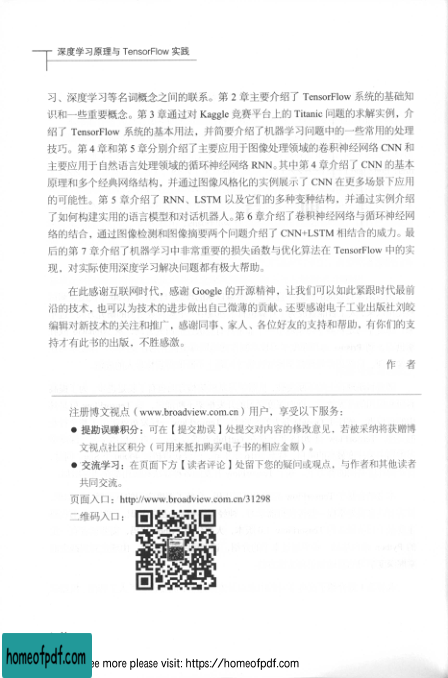 深度学习原理与 TensorFlow 实践
习、深度学习等名词概念之间的联系。第 2 章主要介绍了 TensorFlow 系统的基础知
识和一些重要概念。第 3 章通过对 Kaggle 竞赛平台上的 Titanic 问题的求解实例，介
绍了 TensorFlow 系统的基本用法，并简要介绍了机器学习问题中的一些常用的处理
技巧。第 4 章和第 5 章分别介绍了主要应用于图像处理领域的卷积神经网络 CNN 和
主要应用于自然语言处理领域的循环神经网络 RNN。其中第 4 章介绍了 CNN 的基本
原理和多个经典网络结构，并通过图像风格化的实例展示了 CNN 在更多场景下应用
的可能性。第 5 章介绍了 RNN、LSTM 以及它们的多种变种结构，并通过实例介绍
了如何构建实用的语言模型和对话机器人。第 6 章介绍了卷积神经网络与循环神经网
络的结合，通过图像检测和图像摘要两个问题介绍了 CNN+LSTM 相结合的威力。最
后的第 7 章介绍了机器学习中非常重要的损失函数与优化算法在 TensorFlow 中的实
现，对实际使用深度学习解决问题都有极大帮助。
在此感谢互联网时代，感谢 Google 的开源精神，让我们可以如此紧跟时代最前
沿的技术，也可以为技术的进步做出自己微薄的贡献。还要感谢电子工业出版社刘皎
编辑对新技术的关注和推广，感谢同事、家人、各位好友的支持和帮助，有你们的支
持才有此书的出版，不胜感激。
作 者
注册博文视点（www.broadview.com.cn）用户，享受以下服务：
● 提勘误赚积分：可在【提交勘误】处提交对内容的修改意见，若被采纳将获赠博
文视点社区积分（可用来抵扣购买电子书的相应金额）。
● 交流学习：在页面下方【读者评论】处留下您的疑问或观点，与作者和其他读者
共同交流。
页面入口：http://www.broadview.com.cn/31298
二维码入口：
homeofpdf.com
ee more please visit: https://homeofpdf.com